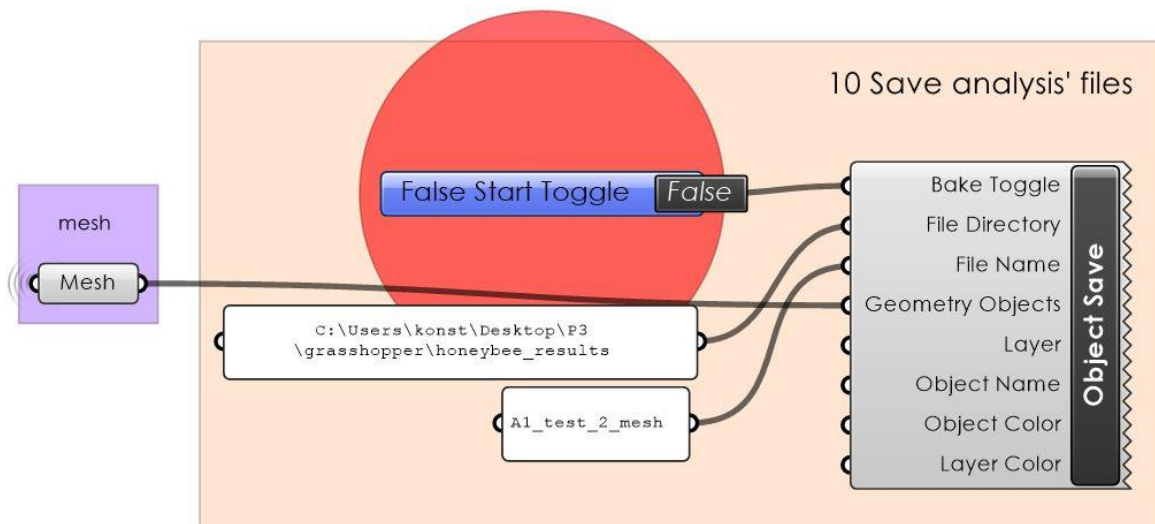 10 Save analysis' files
False Start Toggle False
mesh
Mesh
C:\Users\konst\Desktop\P3
\grasshopper\honeybee_results
A1_test_2_mesh
Bake Toggle
File Directory
File Name
Geometry Objects
Layer
Object Name
Object Color
Layer Color
Object Save